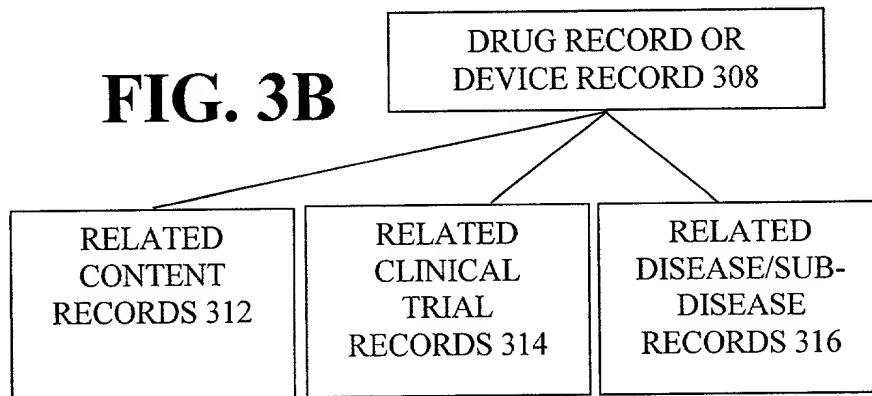 DRUG RECORD OR
DEVICE RECORD 308
FIG. 3B
RELATED
CONTENT
RECORDS 312
RELATED
CLINICAL
TRIAL
RECORDS 314
RELATED
DISEASE/SUB-
DISEASE
RECORDS 316